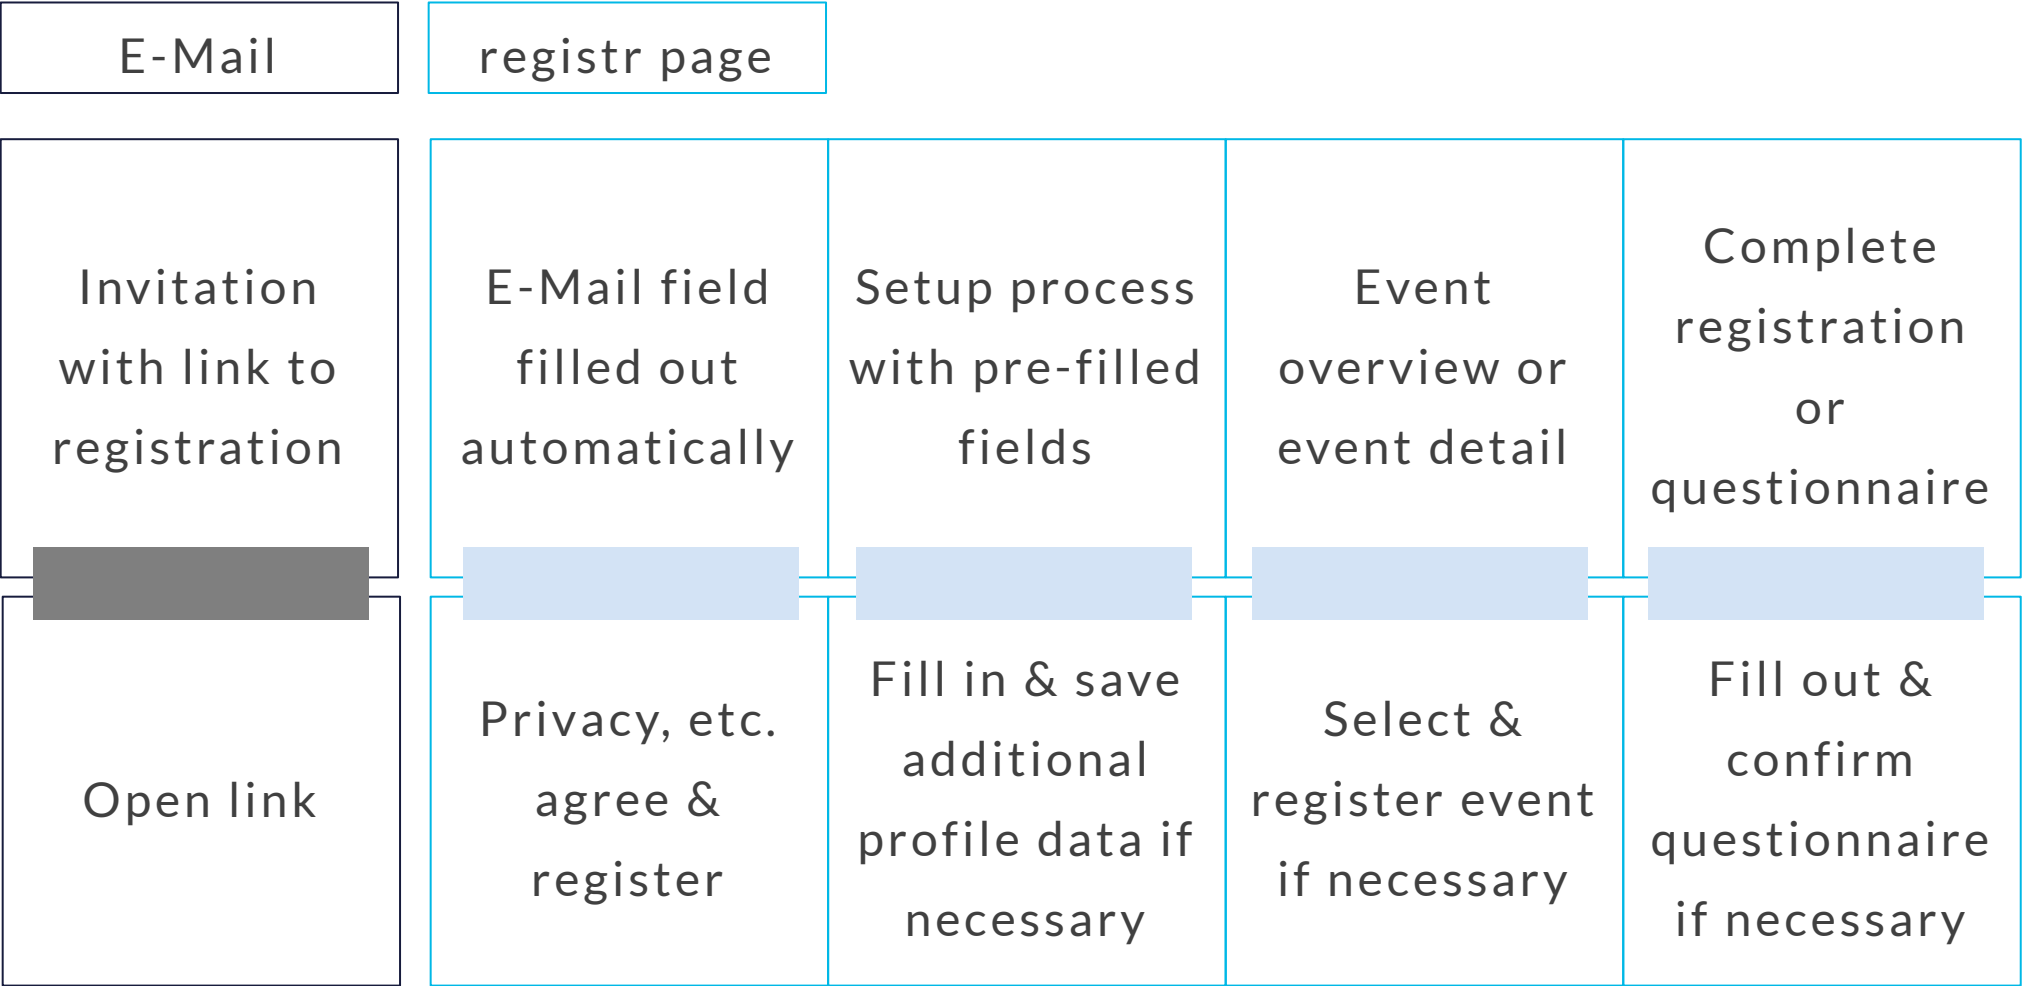 E-Mail
registr page
Invitation
with link to
registration
E-Mail field
filled out
automatically
Setup process
with pre-filled
fields
Event
overview or
event detail
Complete
registration
or
questionnaire
Open link
Privacy, etc.
agree &
register
Fill in & save
additional
profile data if
necessary
Select &
register event
if necessary
Fill out &
confirm
questionnaire
if necessary